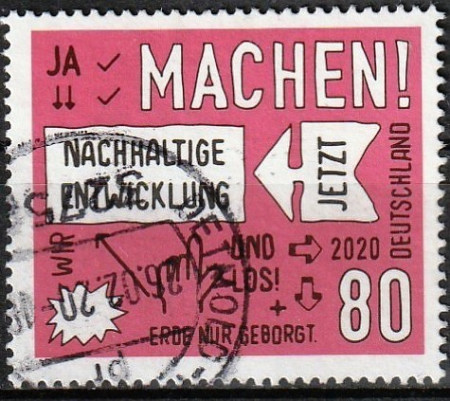 JA
MACHEN!
NACHHALTIGE
ENTWICKLUNG
JETZT
DEUTSCHLAND
WIR
UND
LOS!
2020
+
80
ERDE NUR GEBORGT.